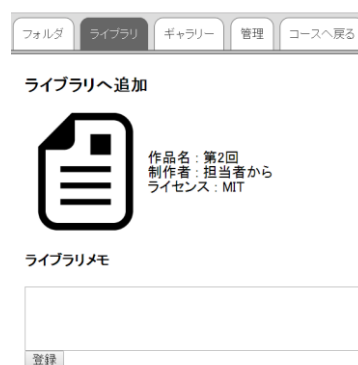 フォルダ ライブラリ ギャラリー 管理 コースへ戻る
ライブラリへ追加
作品名 : 第2回
制作者 : 担当者から
ライセンス : MIT
ライブラリメモ
登録